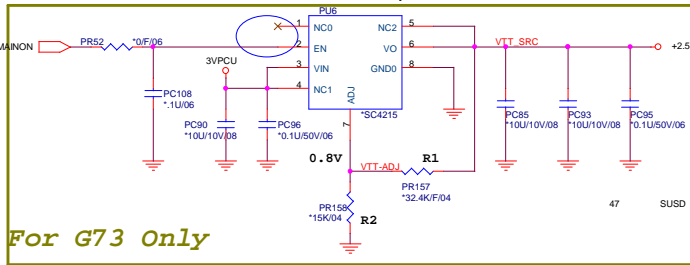 PU6
MAINON
PR52
*0/F/06
1
NC0
NC2
5
2
EN
VO
6
VTT_SRC
+2.5
3VPCU
3
VIN
GND0
8
4
NC1
ADJ
*SC4215
7
PC108
*.1U/06
PC90
*10U/10V/08
PC96
*0.1U/50V/06
PC85
*10U/10V/08
PC93
*10U/10V/08
PC95
*0.1U/50V/06
0.8V
VTT-ADJ
R1
PR157
*32.4K/F/04
PR158
*15K/04
R2
47
SUSD
For G73 Only